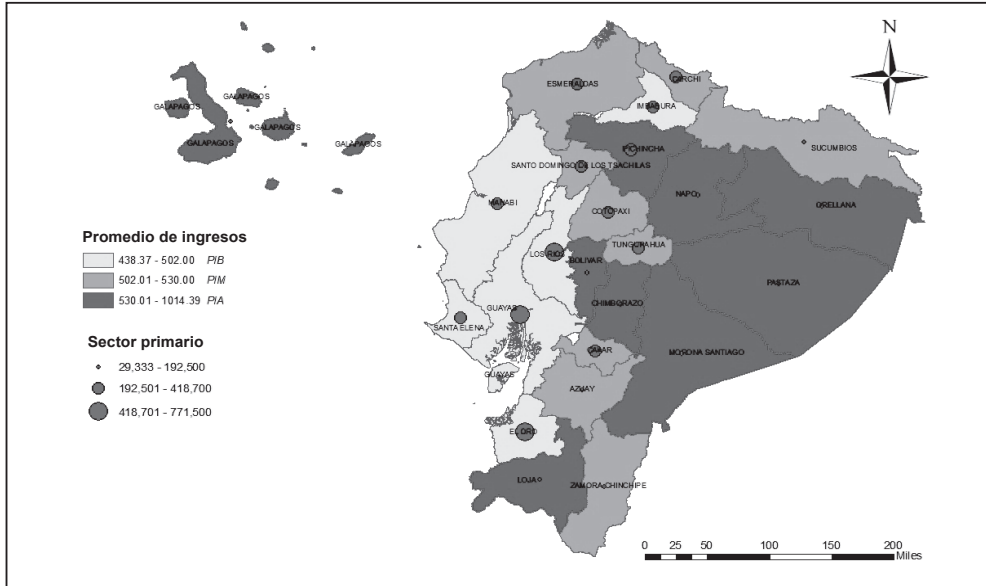 N
ESMERALDAS
CARCHI
IMBABURA
GALAPAGOS
GALAPAGOS
GALAPAGOS
GALAPAGOS
GALAPAGOS
SUCUMBIOS
PICHINCHA
SANTO DOMINGO DE LOS TSACHILAS
NAPO
ORELLANA
MANABI
COTOPAXI
Promedio de ingresos
438.37 - 502.00 PIB
502.01 - 530.00 PIM
530.01 - 1014.39 PIA
TUNGURAHUA
LOS RIOS
BOLIVAR
PASTAZA
CHIMBORAZO
GUAYAS
SANTA ELENA
Sector primario
29,333 - 192,500
192,501 - 418,700
418,701 - 771,500
CAÑAR
MORONA SANTIAGO
GUAYAS
AZUAY
EL ORO
LOJA
ZAMORA CHINCHIPE
0 25 50 100 150 200
Miles